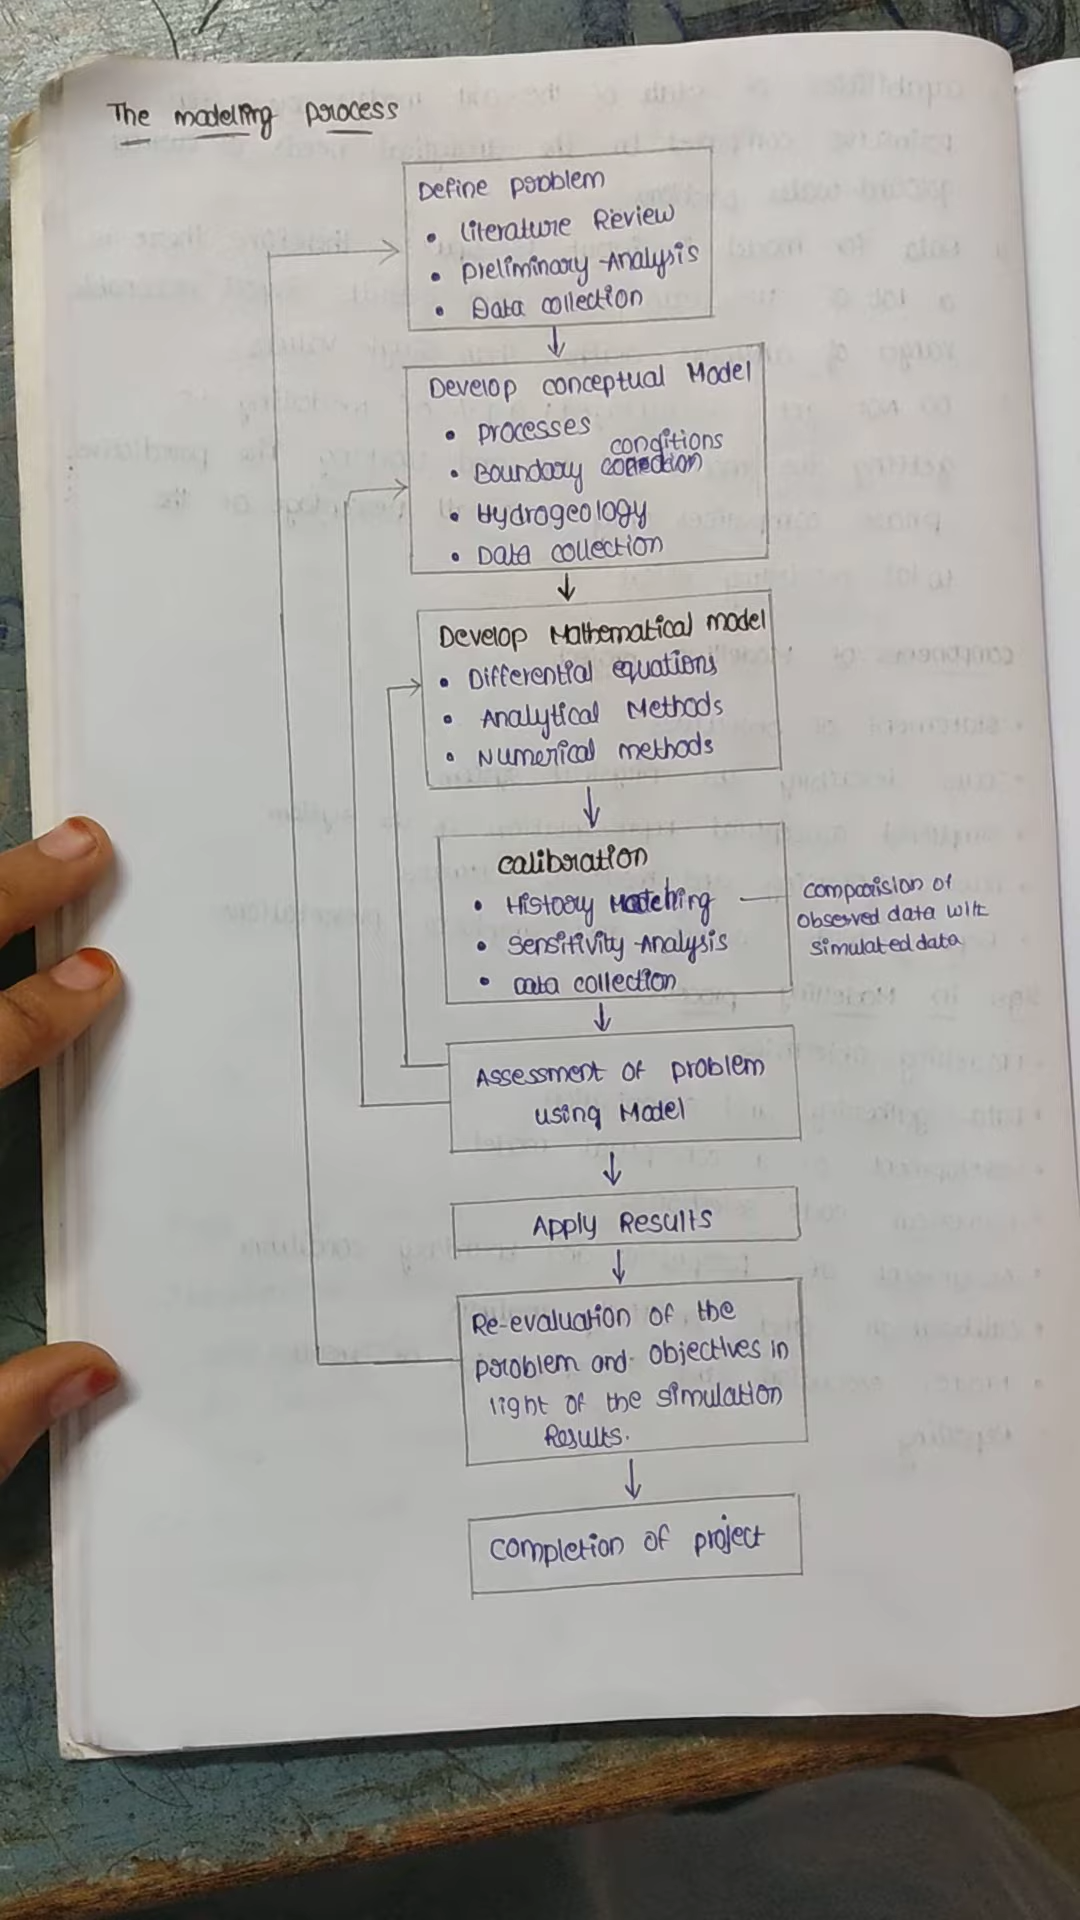 The modelling process
Define problem
• Literature Review
• Preliminary Analysis
• Data collection
Develop conceptual Model
• Processes
conditions
• Boundary
• Hydrogeology
• Data collection
Develop Mathematical model
• Differential equations
• Analytical Methods
• Numerical methods
calibration
• History Matching
• Sensitivity Analysis
• Data collection
comparision of
observed data with
simulated data
Assessment of problem
using Model
Apply Results
Re-evaluation of the
problem and objectives in
light of the simulation
Results.
completion of project